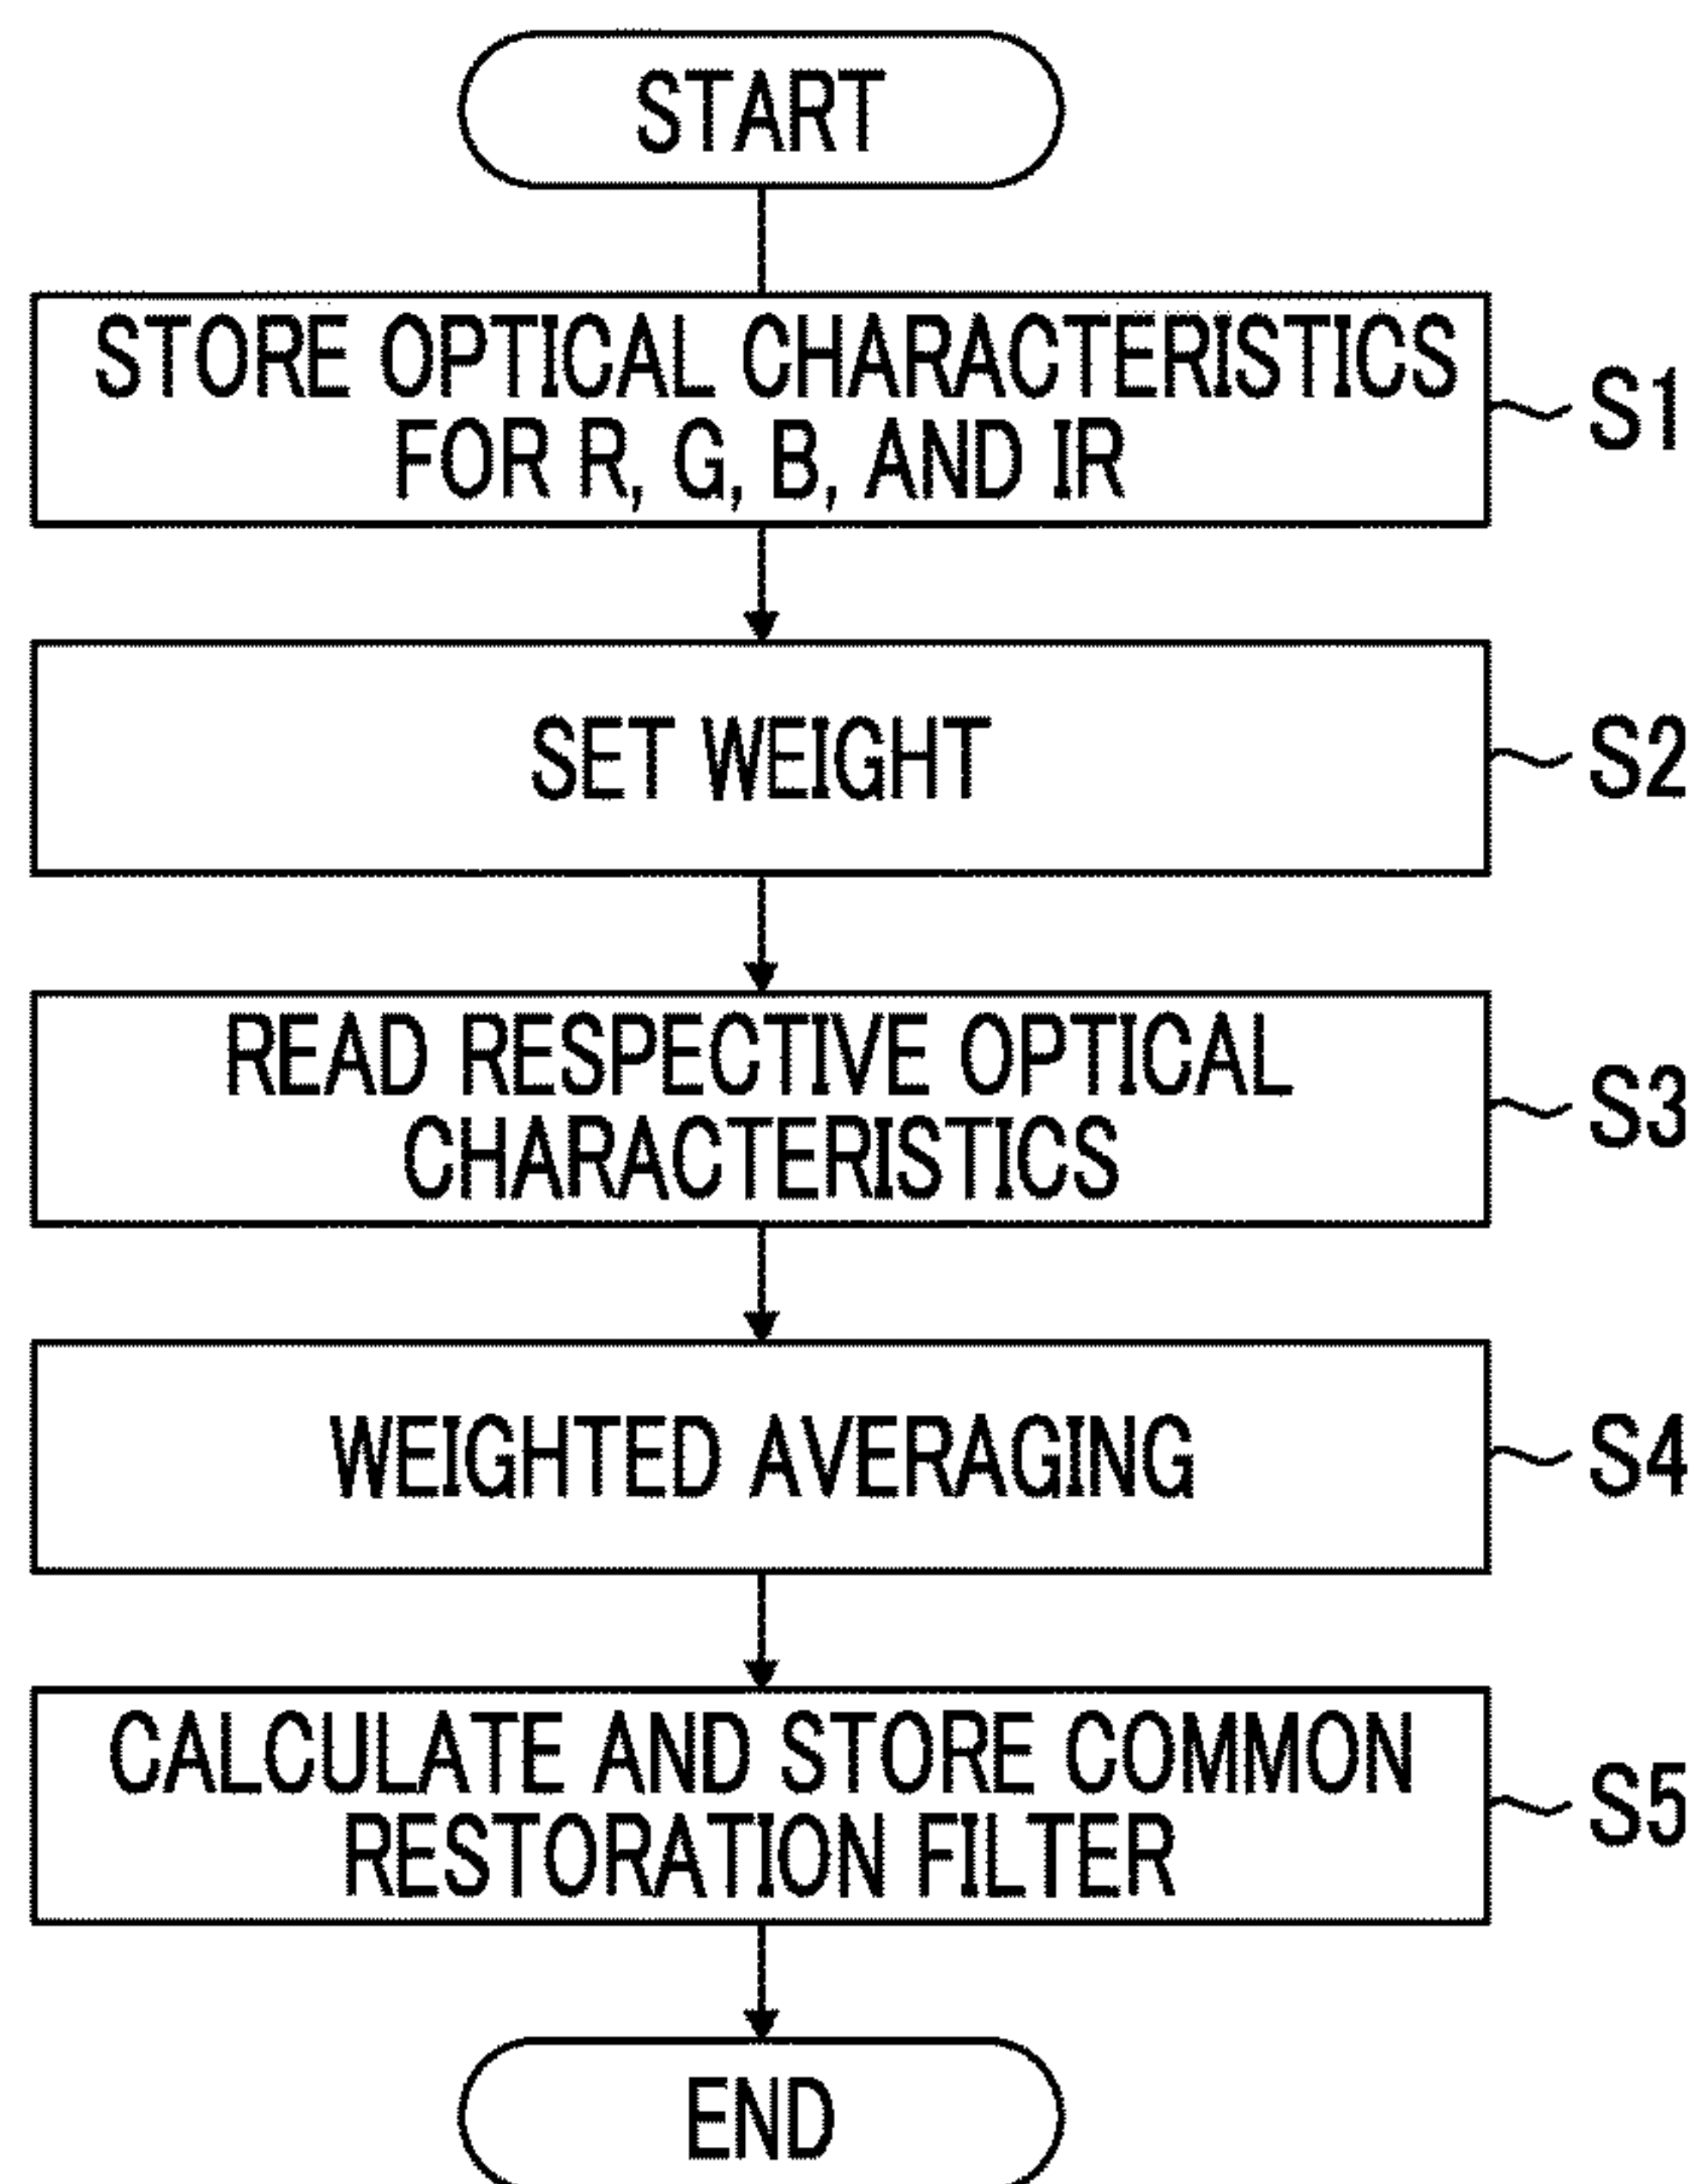 START
STORE OPTICAL CHARACTERISTICS
FOR R, G, B, AND IR
S1
SET WEIGHT
S2
READ RESPECTIVE OPTICAL
CHARACTERISTICS
S3
WEIGHTED AVERAGING
S4
CALCULATE AND STORE COMMON
RESTORATION FILTER
S5
END